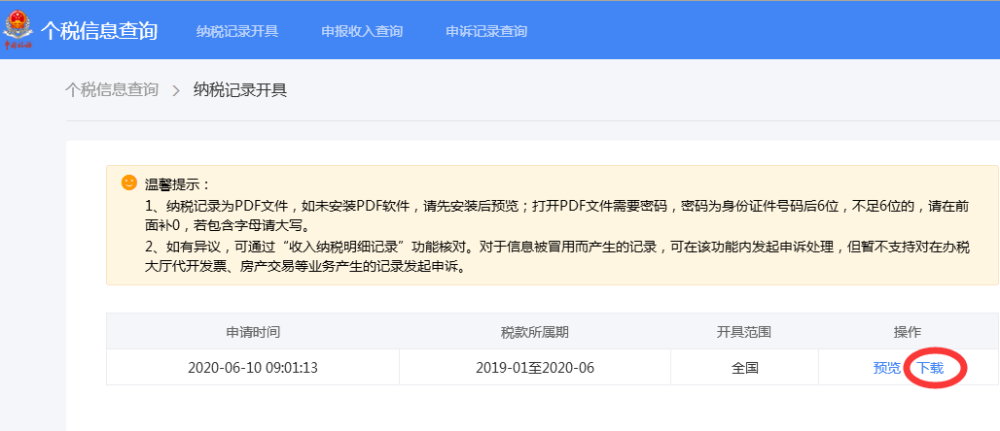 中国税务
个税信息查询 纳税记录开具 申报收入查询 申诉记录查询
个税信息查询 > 纳税记录开具
温馨提示：
1、纳税记录为PDF文件，如未安装PDF软件，请先安装后预览；打开PDF文件需要密码，密码为身份证件号码后6位，不足6位的，请在前
面补0，若包含字母请大写。
2、如有异议，可通过“收入纳税明细记录”功能核对。对于信息被冒用而产生的记录，可在该功能内发起申诉处理，但暂不支持对在办税
大厅代开发票、房产交易等业务产生的记录发起申诉。
申请时间 税款所属期 开具范围 操作
2020-06-10 09:01:13 2019-01至2020-06 全国 预览 下载